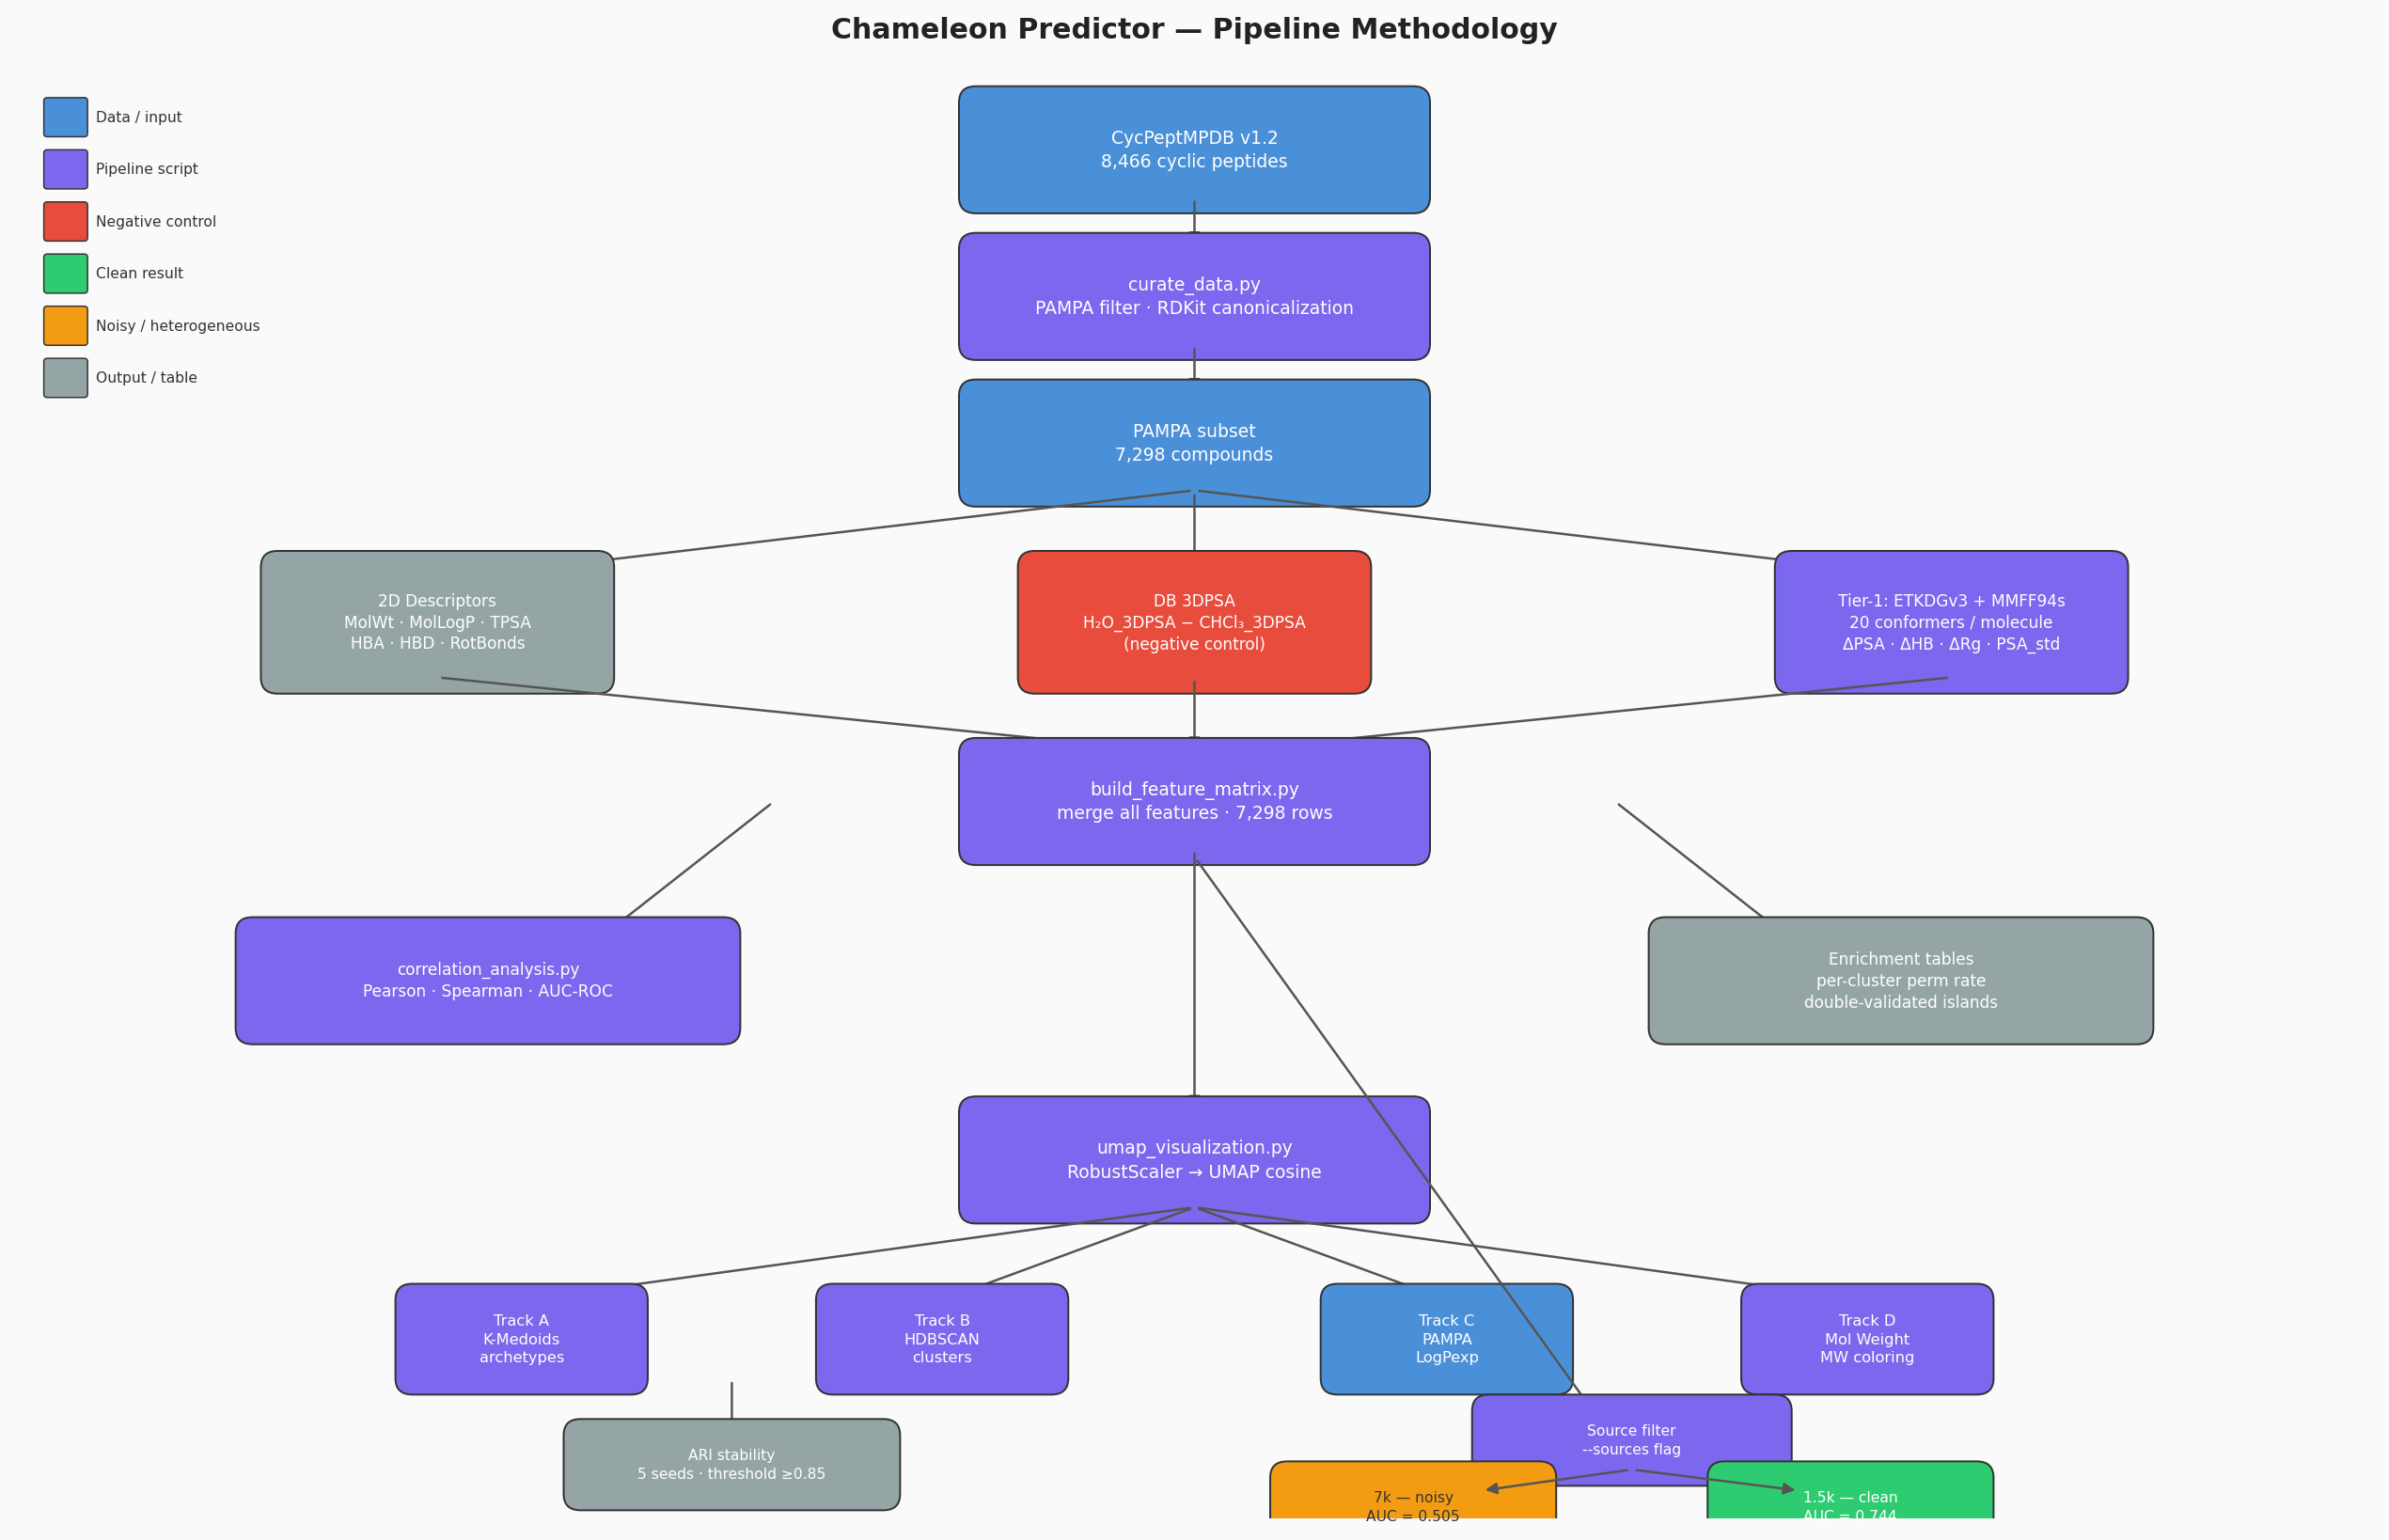 Chameleon Predictor — Pipeline Methodology
Data / input
Pipeline script
Negative control
Clean result
Noisy / heterogeneous
Output / table
CycPeptMPDB v1.2
8,466 cyclic peptides
curate_data.py
PAMPA filter · RDKit canonicalization
PAMPA subset
7,298 compounds
2D Descriptors
MolWt · MolLogP · TPSA
HBA · HBD · RotBonds
DB 3DPSA
H₂O_3DPSA − CHCl₃_3DPSA
(negative control)
Tier-1: ETKDGv3 + MMFF94s
20 conformers / molecule
ΔPSA · ΔHB · ΔRg · PSA_std
build_feature_matrix.py
merge all features · 7,298 rows
correlation_analysis.py
Pearson · Spearman · AUC-ROC
Enrichment tables
per-cluster perm rate
double-validated islands
umap_visualization.py
RobustScaler → UMAP cosine
Track A
K-Medoids
archetypes
Track B
HDBSCAN
clusters
Track C
PAMPA
LogPexp
Track D
Mol Weight
MW coloring
ARI stability
5 seeds · threshold ≥0.85
Source filter
--sources flag
7k — noisy
AUC = 0.505
1.5k — clean
AUC = 0.744